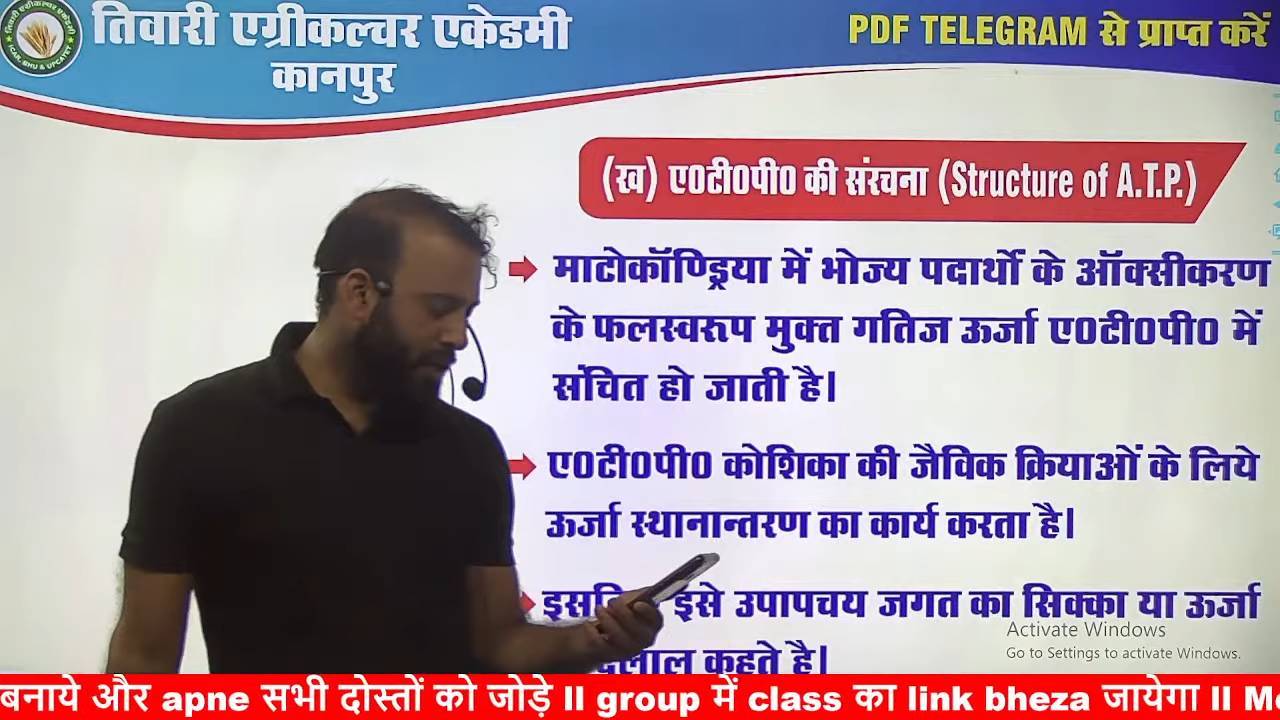 तिवारी एग्रीकल्चर एकेडमी
कानपुर
PDF TELEGRAM से प्राप्त करें
(ख) ए0टी0पी0 की संरचना (Structure of A.T.P.)
माटोकॉण्ड्रिया में भोज्य पदार्थो के ऑक्सीकरण
के फलस्वरूप मुक्त गतिज ऊर्जा ए0टी0पी0 में
संचित हो जाती है।
ए0टी0पी0 कोशिका की जैविक क्रियाओं के लिये
ऊर्जा स्थानान्तरण का कार्य करता है।
इसे उपापचय जगत का सिक्का या ऊर्जा
कहते है।
Activate Windows
Go to Settings to activate Windows.
बनाये और apne सभी दोस्तों को जोड़े II group में class का link bheza जायेगा II